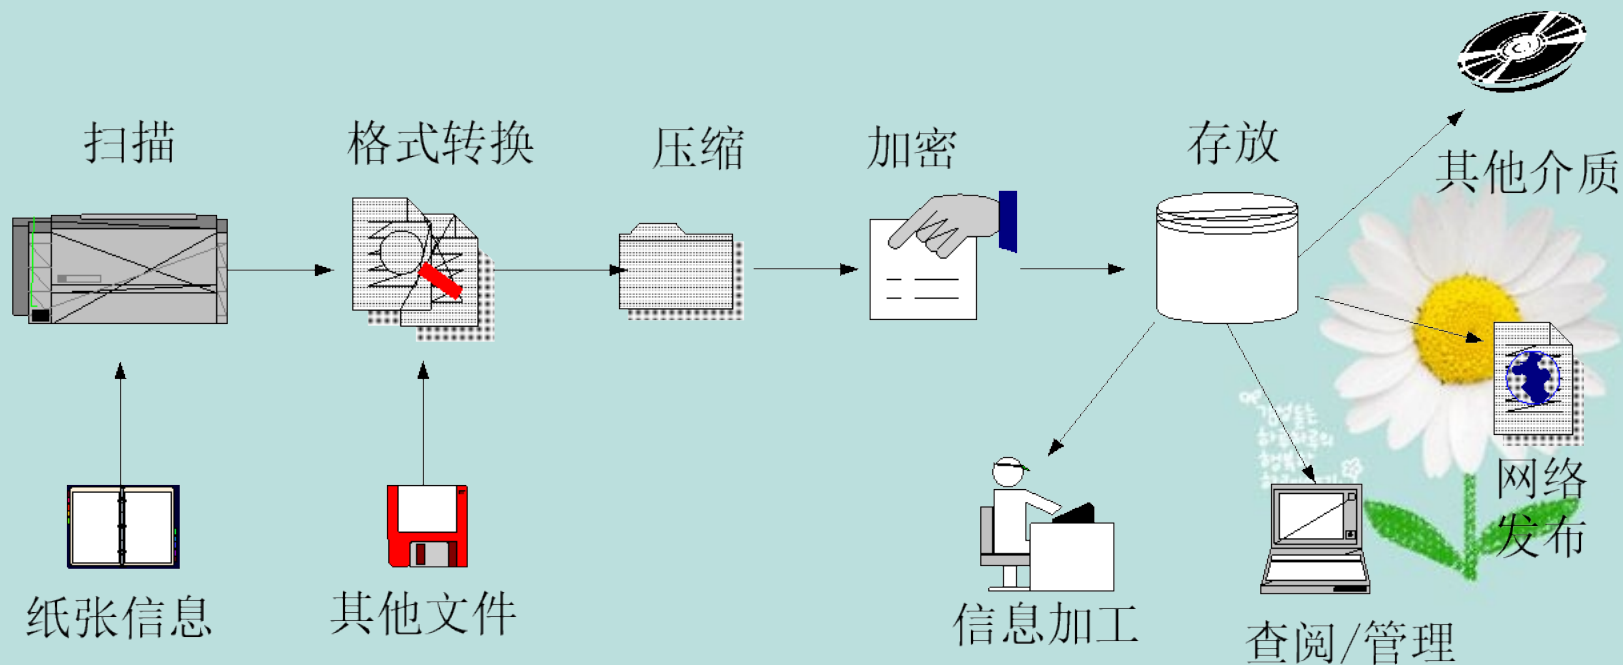 扫描
格式转换
压缩
加密
存放
其他介质
网络
发布
纸张信息
其他文件
信息加工
查阅/管理